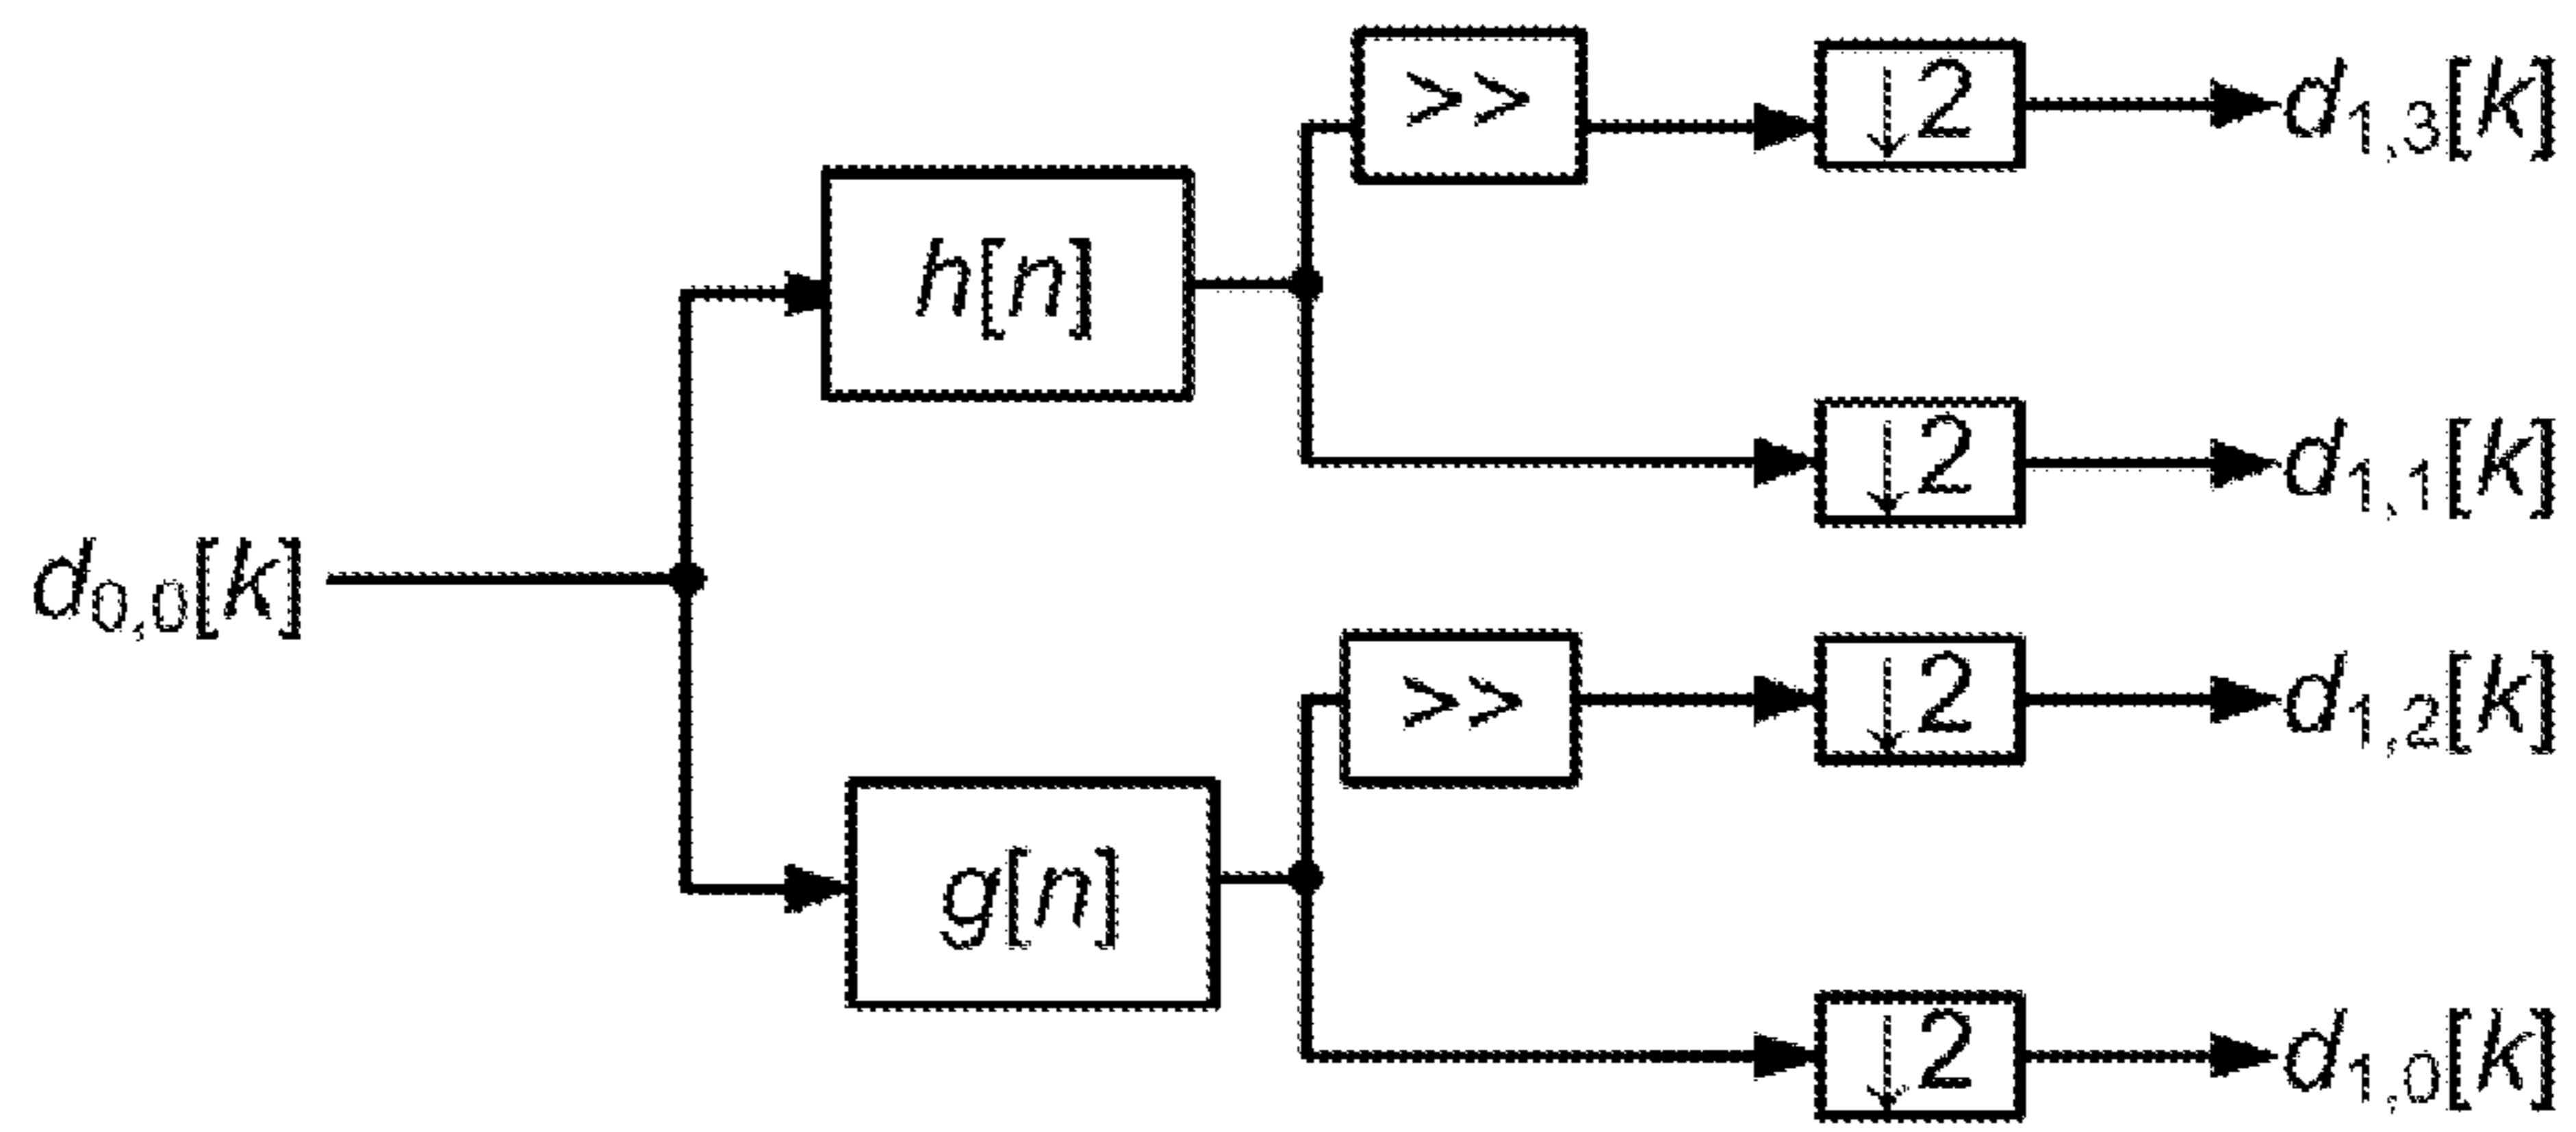 >>
↓2
d1,3[k]
h[n]
↓2
d1,1[k]
d0,0[k]
>>
↓2
d1,2[k]
g[n]
↓2
d1,0[k]